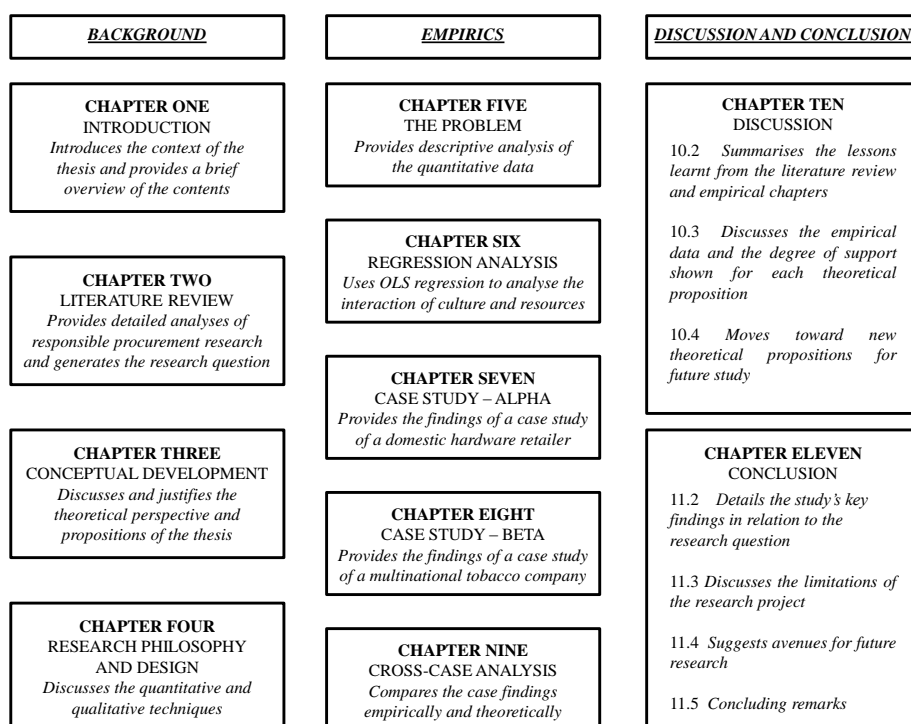 BACKGROUND
CHAPTER ONE
INTRODUCTION
Introduces the context of the
thesis and provides a brief
overview of the contents
CHAPTER TWO
LITERATURE REVIEW
Provides detailed analyses of
responsible procurement research
and generates the research question
CHAPTER THREE
CONCEPTUAL DEVELOPMENT
Discusses and justifies the
theoretical perspective and
propositions of the thesis
CHAPTER FOUR
RESEARCH PHILOSOPHY
AND DESIGN
Discusses the quantitative and
qualitative techniques
EMPIRICS
CHAPTER FIVE
THE PROBLEM
Provides descriptive analysis of
the quantitative data
CHAPTER SIX
REGRESSION ANALYSIS
Uses OLS regression to analyse the
interaction of culture and resources
CHAPTER SEVEN
CASE STUDY – ALPHA
Provides the findings of a case study
of a domestic hardware retailer
CHAPTER EIGHT
CASE STUDY – BETA
Provides the findings of a case study
of a multinational tobacco company
CHAPTER NINE
CROSS-CASE ANALYSIS
Compares the case findings
empirically and theoretically
DISCUSSION AND CONCLUSION
CHAPTER TEN
DISCUSSION
10.2 Summarises the lessons
learnt from the literature review
and empirical chapters
10.3 Discusses the empirical
data and the degree of support
shown for each theoretical
proposition
10.4 Moves toward new
theoretical propositions for
future study
CHAPTER ELEVEN
CONCLUSION
11.2 Details the study's key
findings in relation to the
research question
11.3 Discusses the limitations of
the research project
11.4 Suggests avenues for future
research
11.5 Concluding remarks